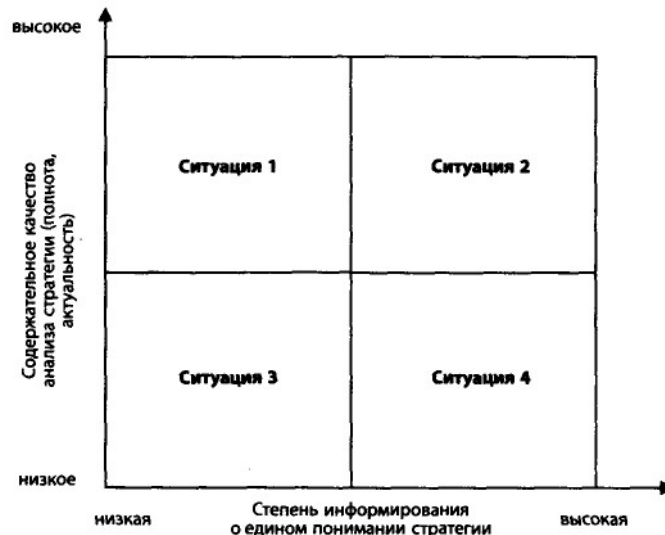 высокое
Содержательное качество
анализа стратегии (полнота,
актуальность)
Ситуация 1
Ситуация 2
Ситуация 3
Ситуация 4
низкое
низкая
Степень информирования
о едином понимании стратегии
высокая